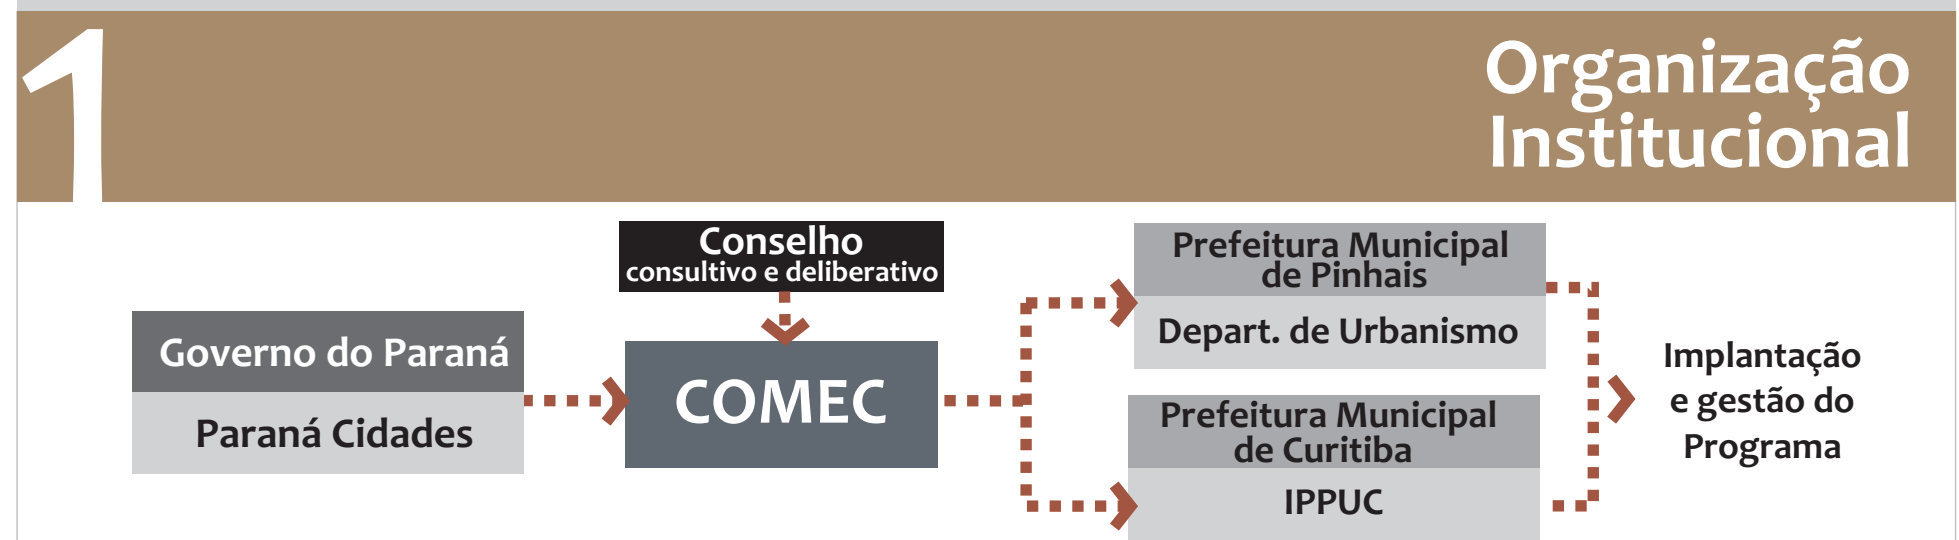 1
Organização
Institucional
Conselho
consultivo e deliberativo
Governo do Paraná
Paraná Cidades
COMEC
Prefeitura Municipal
de Pinhais
Depart. de Urbanismo
Prefeitura Municipal
de Curitiba
IPPUC
Implantação
e gestão do
Programa